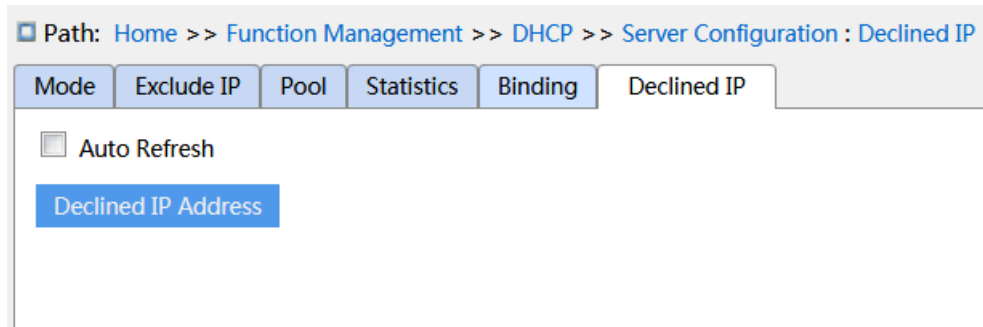 Path: Home >> Function Management >> DHCP >> Server Configuration : Declined IP
Mode Exclude IP Pool Statistics Binding Declined IP
Auto Refresh
Declined IP Address